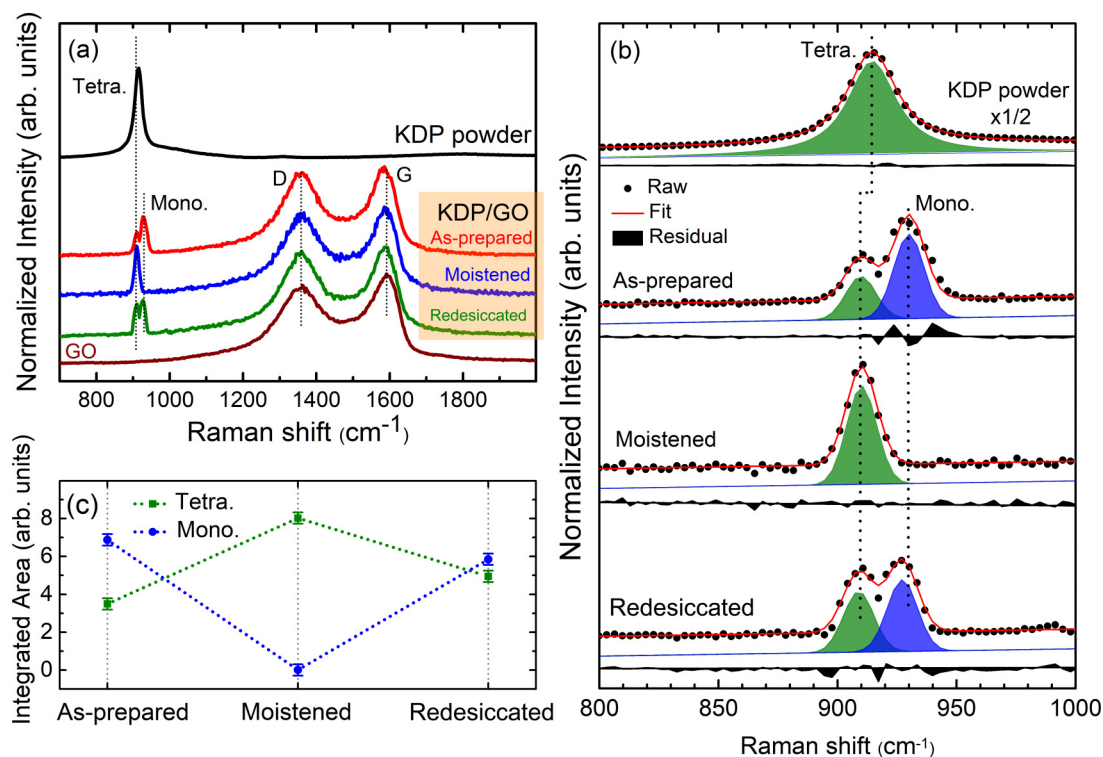 (a)
Tetra.
KDP powder
Mono.
D
G
KDP/GO
As-prepared
Moistened
Redesiccated
GO
Normalized Intensity (arb. units)
800 1000 1200 1400 1600 1800
Raman shift (cm⁻¹)
(b)
Tetra.
KDP powder
x1/2
Raw
Fit
Residual
Mono.
As-prepared
Moistened
Redesiccated
Normalized Intensity (arb. units)
800 850 900 950 1000
Raman shift (cm⁻¹)
(c)
Tetra.
Mono.
Integrated Area (arb. units)
8
6
4
2
0
As-prepared Moistened Redesiccated